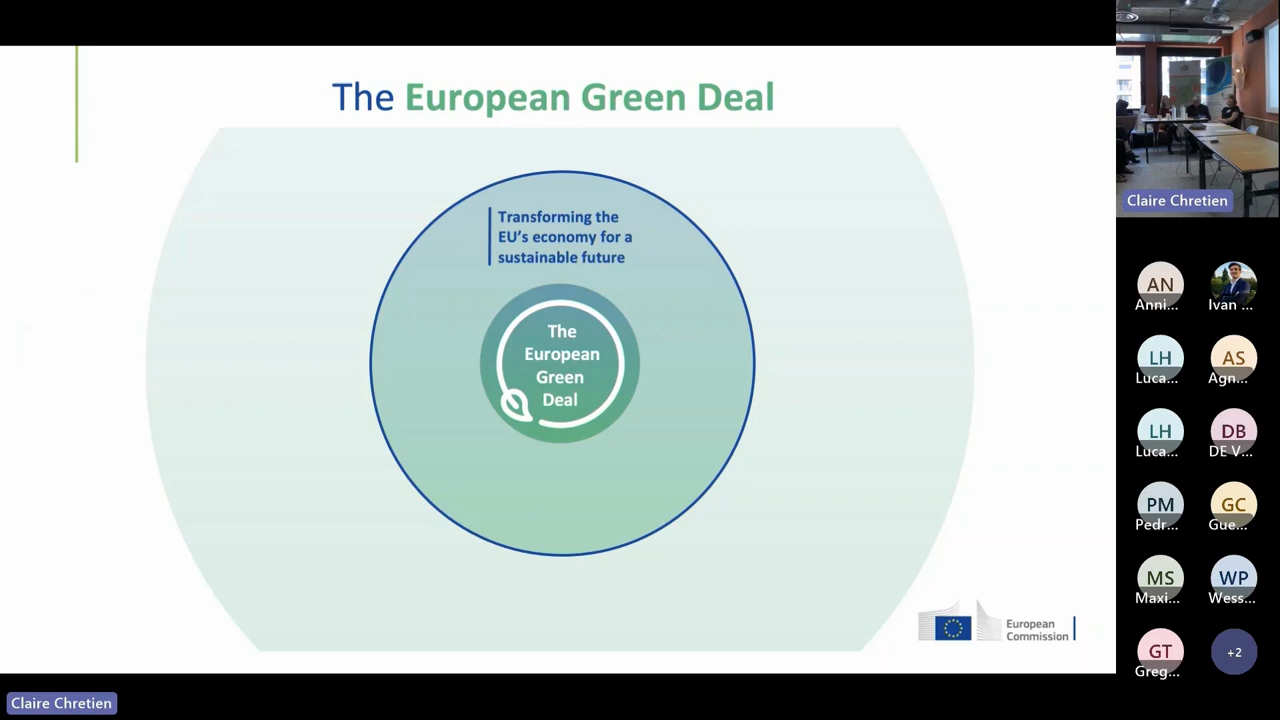 The European Green Deal
Transforming the
EU's economy for a
sustainable future
The
European
Green
Deal
European
Commission
Claire Chretien
Claire Chretien
AN
Anni...
Ivan ...
LH
Luca...
AS
Agn...
LH
Luca...
DB
DE V...
PM
Pedr...
GC
Gue...
MS
Maxi...
WP
Wess...
GT
Greg...
+2